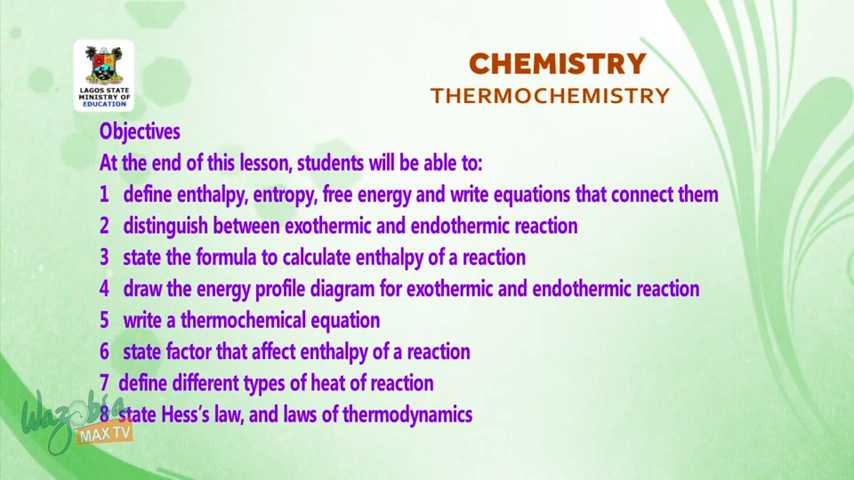 CHEMISTRY
THERMOCHEMISTRY
LAGOS STATE
MINISTRY OF
EDUCATION
Objectives
At the end of this lesson, students will be able to:
1 define enthalpy, entropy, free energy and write equations that connect them
2 distinguish between exothermic and endothermic reaction
3 state the formula to calculate enthalpy of a reaction
4 draw the energy profile diagram for exothermic and endothermic reaction
5 write a thermochemical equation
6 state factor that affect enthalpy of a reaction
7 define different types of heat of reaction
8 state Hess's law, and laws of thermodynamics
Wazobia
MAX TV